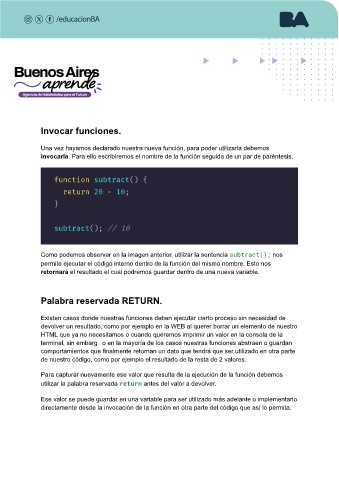 /educacionBA
BA
Buenos Aires
aprende
Agencia de Habilidades para el Futuro
Invocar funciones.
Una vez hayamos declarado nuestra nueva función, para poder utilizarla debemos
invocarla. Para ello escribiremos el nombre de la función seguida de un par de paréntesis.
function subtract() {
return 20 - 10;
}
subtract(); // 10
Como podemos observar en la imagen anterior, utilizar la sentencia subtract(); nos
permite ejecutar el código interno dentro de la función del mismo nombre. Esto nos
retornará el resultado el cual podremos guardar dentro de una nueva variable.
Palabra reservada RETURN.
Existen casos donde nuestras funciones deben ejecutar cierto proceso sin necesidad de
devolver un resultado, como por ejemplo en la WEB al querer borrar un elemento de nuestro
HTML que ya no necesitamos o cuando queremos imprimir un valor en la consola de la
terminal, sin embarg o en la mayoría de los casos nuestras funciones abstraen o guardan
comportamientos que finalmente retornan un dato que tendrá que ser utilizado en otra parte
de nuestro código, como por ejemplo el resultado de la resta de 2 valores.
Para capturar nuevamente ese valor que resulta de la ejecución de la función debemos
utilizar la palabra reservada return antes del valor a devolver.
Ese valor se puede guardar en una variable para ser utilizado más adelante o implementarlo
directamente desde la invocación de la función en otra parte del código que así lo permita.